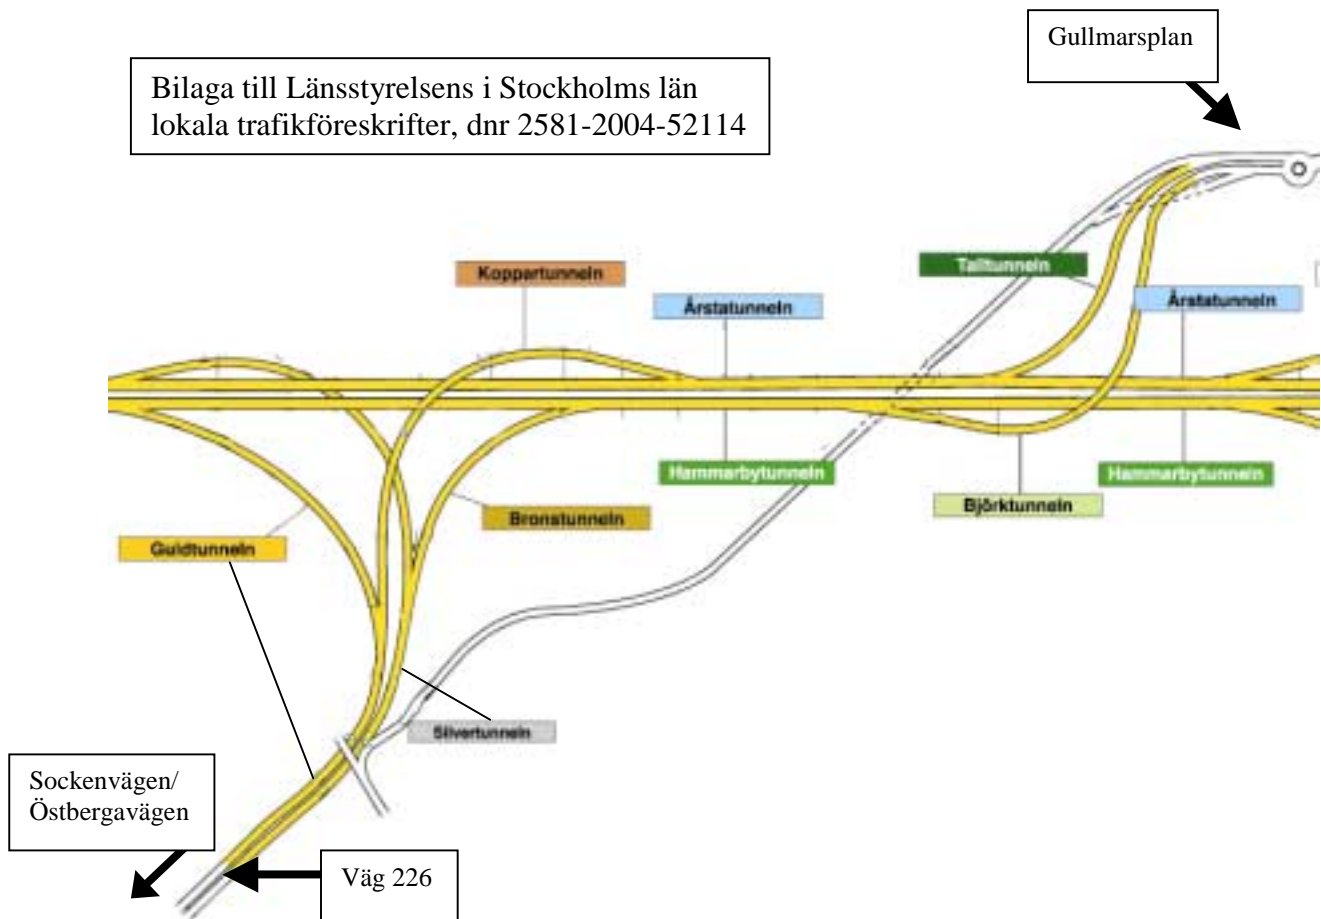 Gullmarsplan
Bilaga till Länsstyrelsens i Stockholms län
lokala trafikföreskrifter, dnr 2581-2004-52114
Koppartunneln
Talltunneln
Årstatunneln
Årstatunneln
Hammarbytunneln
Hammarbytunneln
Björktunneln
Bronstunneln
Guldtunneln
Silvertunneln
Sockenvägen/
Östbergavägen
Väg 226